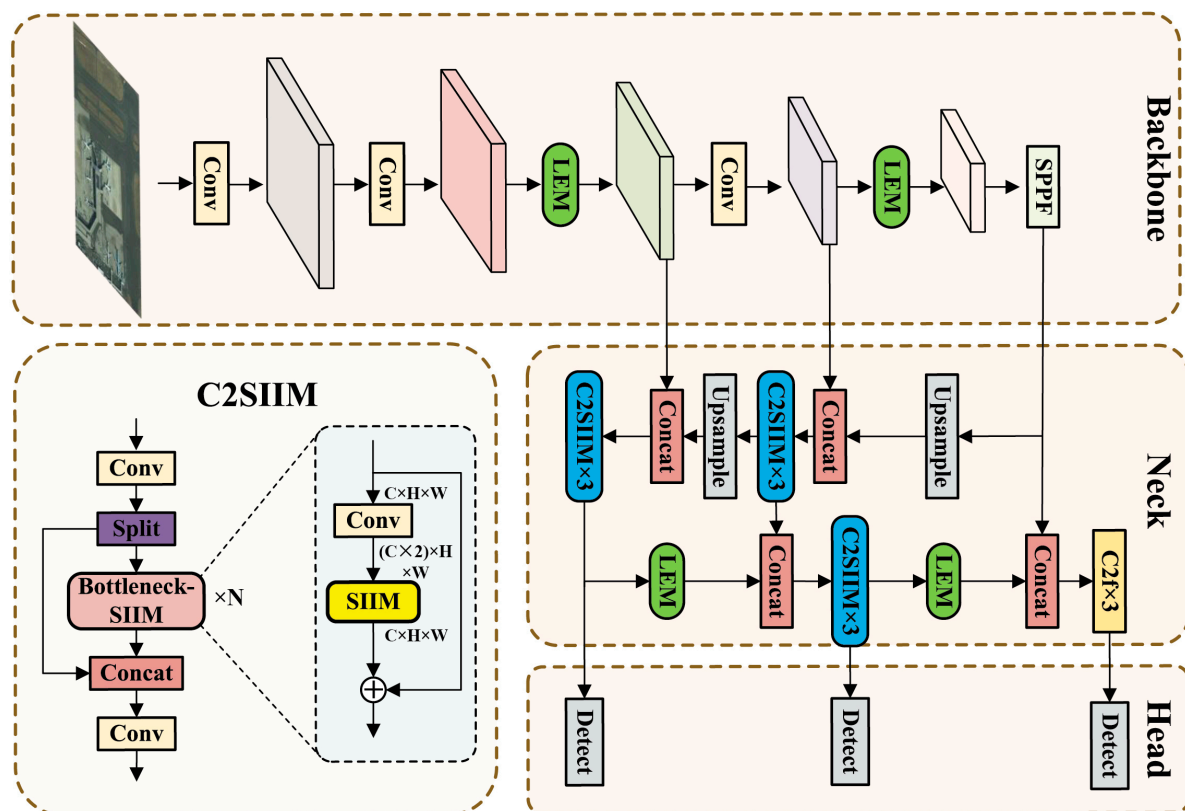 Backbone
Conv
Conv
LEM
Conv
LEM
SPPF
C2SIIM
Conv
Split
Bottleneck-
SIIM
×N
Concat
Conv
C×H×W
Conv
(C×2)×H
×W
SIIM
C×H×W
Neck
C2SIIM×3
Concat
Upsample
C2SIIM×3
Concat
Upsample
LEM
Concat
C2SIIM×3
LEM
Concat
C2f×3
Head
Detect
Detect
Detect